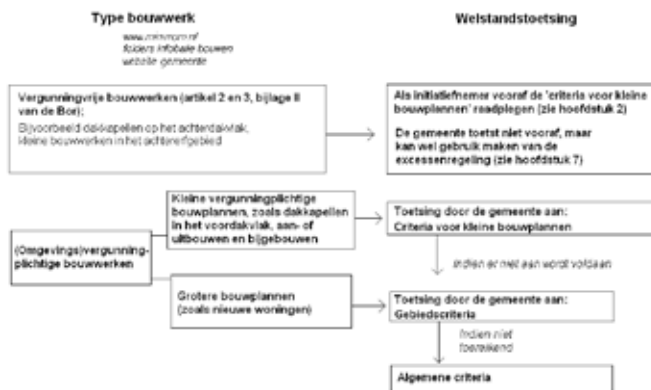 Type bouwwerk
www.minvrom.nl
folders infobalie bouwen
website gemeente
Welstandstoetsing
Vergunningvrije bouwwerken (artikel 2 en 3, bijlage II
van de Bor);
Bijvoorbeeld dakkapellen op het achterdakvlak,
kleine bouwwerken in het achtererfgebied
Als initiatiefnemer vooraf de 'criteria voor kleine
bouwplannen' raadplegen (zie hoofdstuk 2)
De gemeente toetst niet vooraf, maar
kan wel gebruik maken van de
excessenregeling (zie hoofdstuk 7)
(Omgevings)vergunning-
plichtige bouwwerken
Kleine vergunningplichtige
bouwplannen, zoals dakkapellen
in het voordakvlak, aan- of
uitbouwen en bijgebouwen
Toetsing door de gemeente aan:
Criteria voor kleine bouwplannen
Indien er niet aan wordt voldaan
Grotere bouwplannen
(zoals nieuwe woningen)
Toetsing door de gemeente aan:
Gebiedscriteria
Indien niet
toereikend
Algemene criteria